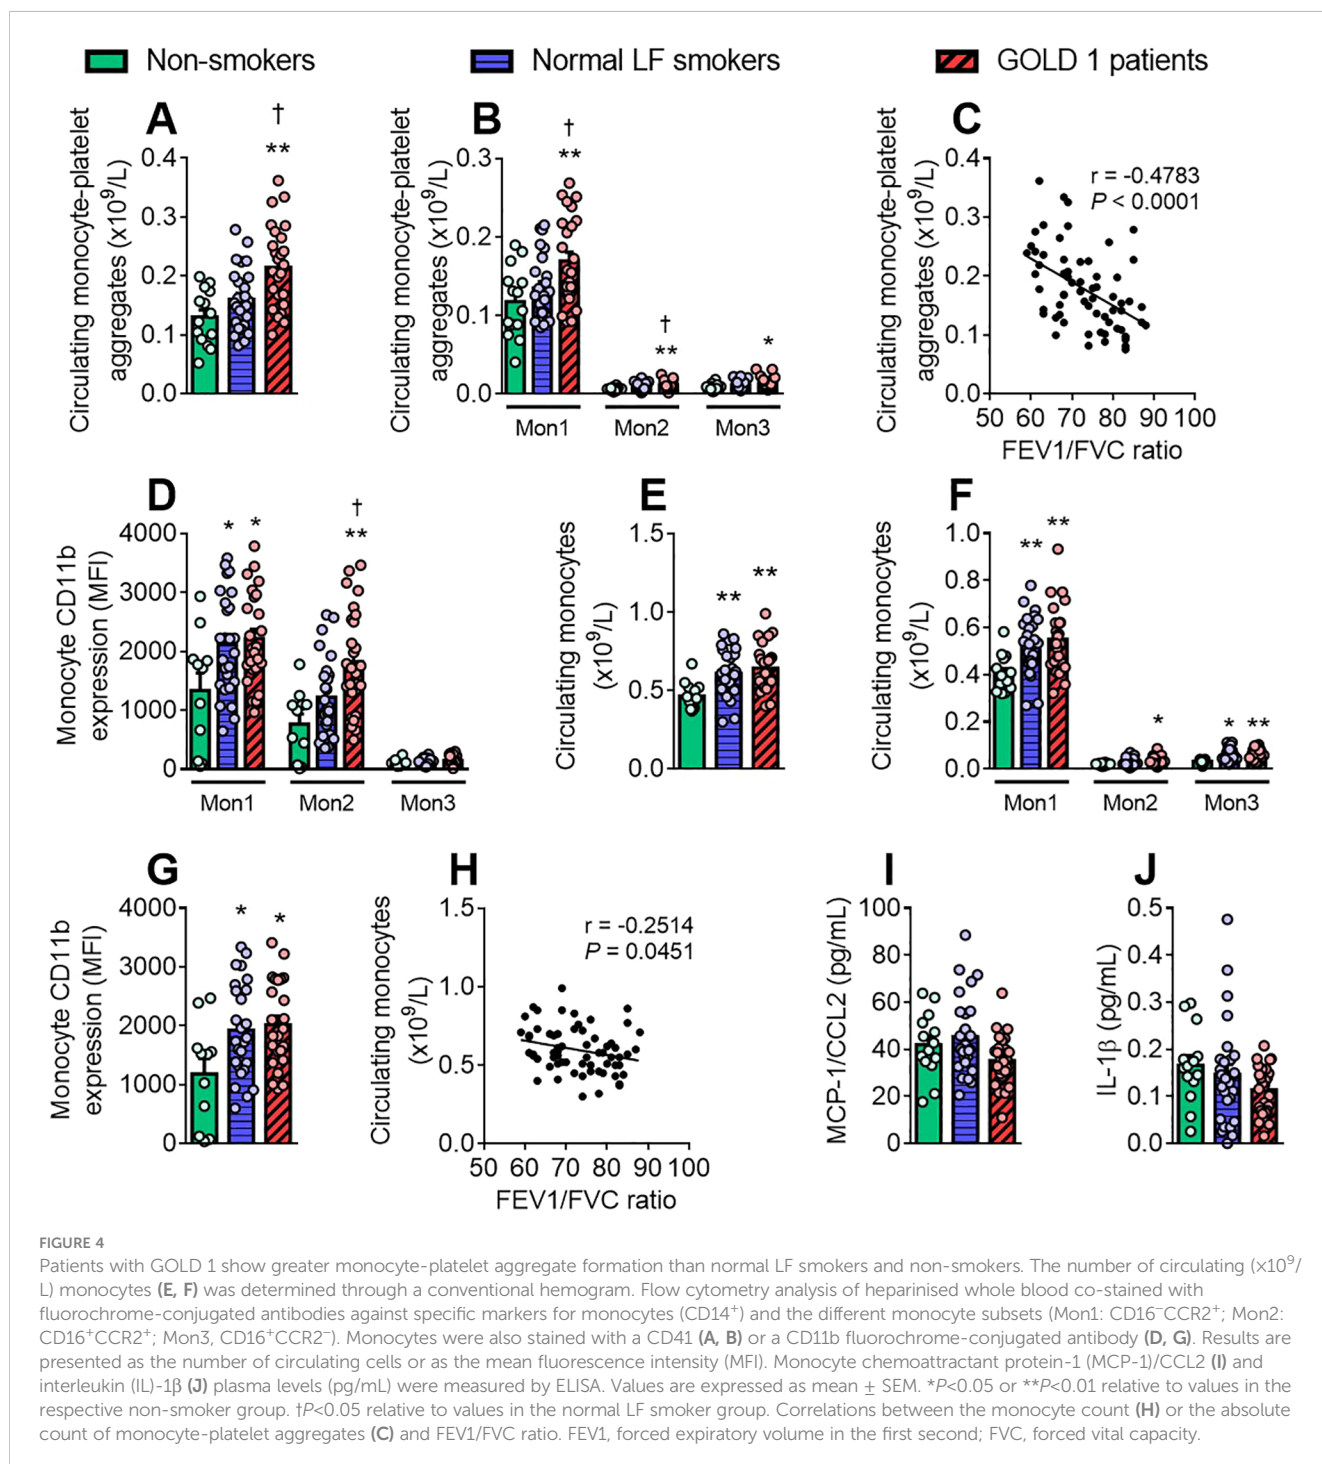 Non-smokers
Normal LF smokers
GOLD 1 patients
A
Circulating monocyte-platelet
aggregates (x10⁹/L)
0.4
0.3
0.2
0.1
0.0
†
**
B
Circulating monocyte-platelet
aggregates (x10⁹/L)
0.3
0.2
0.1
0.0
†
**
†
**
*
Mon1
Mon2
Mon3
C
Circulating monocyte-platelet
aggregates (x10⁹/L)
0.4
0.3
0.2
0.1
0.0
r = -0.4783
P < 0.0001
50 60 70 80 90 100
FEV1/FVC ratio
D
Monocyte CD11b
expression (MFI)
4000
3000
2000
1000
0
*
*
†
**
Mon1
Mon2
Mon3
E
Circulating monocytes
(x10⁹/L)
1.5
1.0
0.5
0.0
**
**
F
Circulating monocytes
(x10⁹/L)
1.0
0.8
0.6
0.4
0.2
0.0
**
**
*
*
**
Mon1
Mon2
Mon3
G
Monocyte CD11b
expression (MFI)
4000
3000
2000
1000
0
*
*
H
Circulating monocytes
(x10⁹/L)
1.5
1.0
0.5
0.0
r = -0.2514
P = 0.0451
50 60 70 80 90 100
FEV1/FVC ratio
I
MCP-1/CCL2 (pg/mL)
100
80
60
40
20
0
J
IL-1β (pg/mL)
0.5
0.4
0.3
0.2
0.1
0.0
FIGURE 4
Patients with GOLD 1 show greater monocyte-platelet aggregate formation than normal LF smokers and non-smokers. The number of circulating (×10⁹/
L) monocytes (E, F) was determined through a conventional hemogram. Flow cytometry analysis of heparinised whole blood co-stained with
fluorochrome-conjugated antibodies against specific markers for monocytes (CD14⁺) and the different monocyte subsets (Mon1: CD16⁻CCR2⁺; Mon2:
CD16⁺CCR2⁺; Mon3, CD16⁺CCR2⁻). Monocytes were also stained with a CD41 (A, B) or a CD11b fluorochrome-conjugated antibody (D, G). Results are
presented as the number of circulating cells or as the mean fluorescence intensity (MFI). Monocyte chemoattractant protein-1 (MCP-1)/CCL2 (I) and
interleukin (IL)-1β (J) plasma levels (pg/mL) were measured by ELISA. Values are expressed as mean ± SEM. *P<0.05 or **P<0.01 relative to values in the
respective non-smoker group. †P<0.05 relative to values in the normal LF smoker group. Correlations between the monocyte count (H) or the absolute
count of monocyte-platelet aggregates (C) and FEV1/FVC ratio. FEV1, forced expiratory volume in the first second; FVC, forced vital capacity.